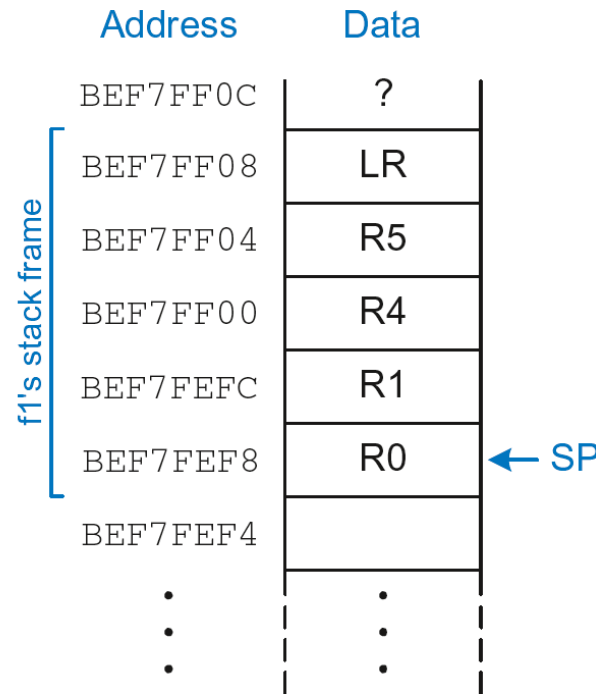 Address Data
BEF7FF0C ?
BEF7FF08 LR
BEF7FF04 R5
BEF7FF00 R4
BEF7FEFC R1
BEF7FEF8 R0 SP
BEF7FEF4
f1's stack frame